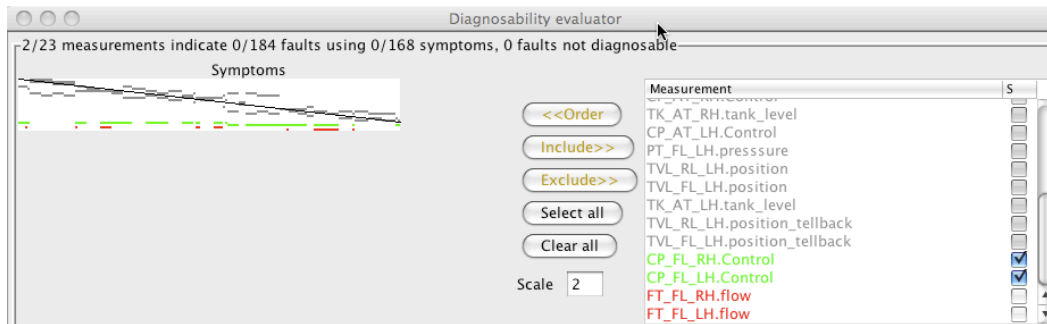 Diagnosability evaluator
2/23 measurements indicate 0/184 faults using 0/168 symptoms, 0 faults not diagnosable
Symptoms
<<Order
Include>>
Exclude>>
Select all
Clear all
Scale 2
Measurement S
CP_AT_RH.Control
TK_AT_RH.tank_level
CP_AT_LH.Control
PT_FL_LH.presssure
TVL_RL_LH.position
TVL_FL_LH.position
TK_AT_LH.tank_level
TVL_RL_LH.position_tellback
TVL_FL_LH.position_tellback
CP_FL_RH.Control
CP_FL_LH.Control
FT_FL_RH.flow
FT_FL_LH.flow